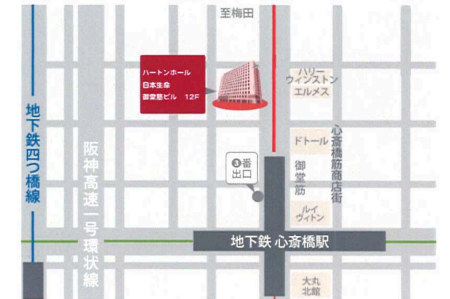 至梅田
ハートンホール
日本生命
御堂筋ビル 12F
ハリー
ウィンストン
エルメス
地下鉄四つ橋線
阪神高速一号環状線
❸番
出口
ドトール
御堂筋
心斎橋筋商店街
ルイ
ヴィトン
地下鉄 心斎橋駅
大丸
北館